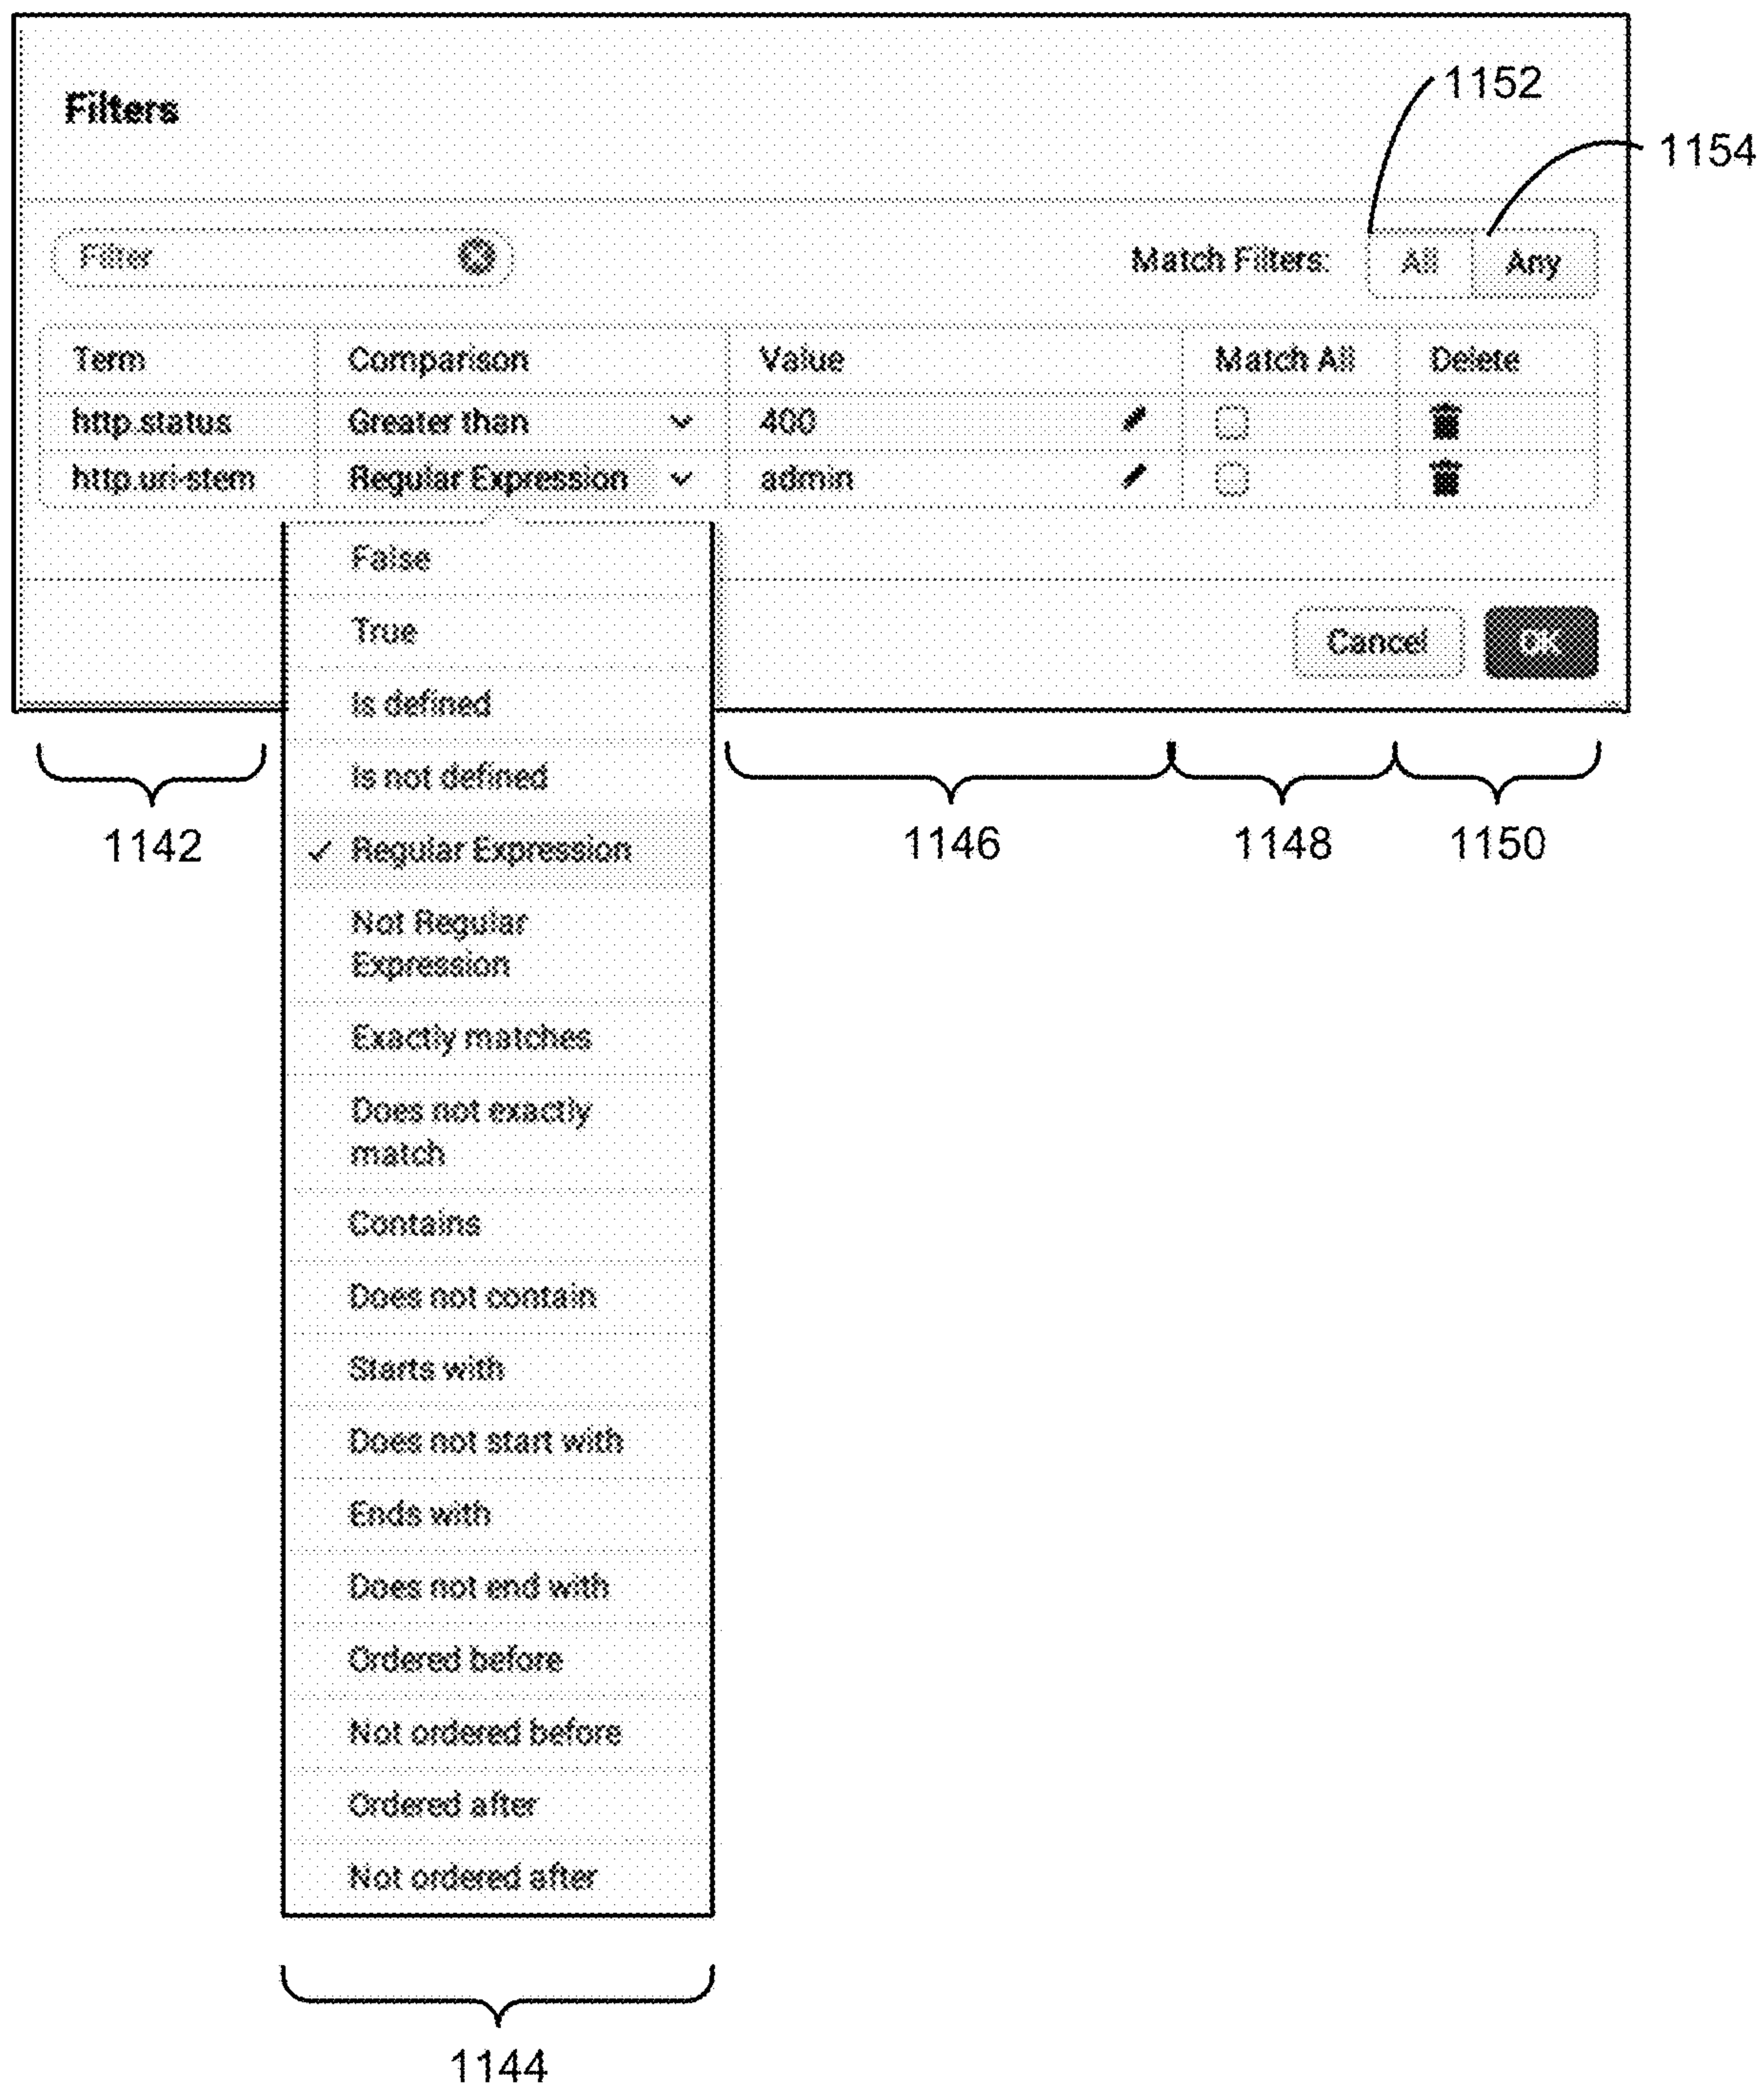 1152
1154
Filters
Filter
Match Filters: All Any
Term Comparison Value Match All Delete
http.status Greater than 400
http.uri-stem Regular Expression admin
False
True
Is defined
Is not defined
Regular Expression
Not Regular
Expression
Exactly matches
Does not exactly
match
Contains
Does not contain
Starts with
Does not start with
Ends with
Does not end with
Ordered before
Not ordered before
Ordered after
Not ordered after
Cancel OK
1142
1146 1148 1150
1144